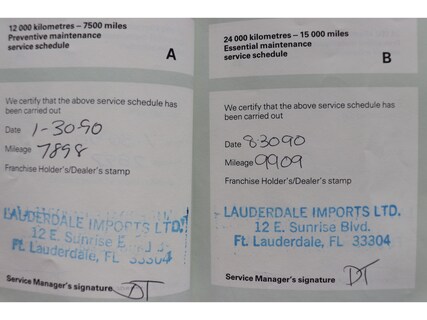 12 000 kilometres – 7500 miles
Preventive maintenance
service schedule
A
We certify that the above service schedule has
been carried out
Date 1-30-90
Mileage 7898
Franchise Holder's/Dealer's stamp
LAUDERDALE IMPORTS LTD.
12 E. Sunrise
Ft. Lauderdale, FL
Service Manager's signature DT
24 000 kilometres – 15 000 miles
Essential maintenance
service schedule
B
We certify that the above service schedule has
been carried out
Date 83090
Mileage 9909
Franchise Holder's/Dealer's stamp
LAUDERDALE IMPORTS LTD.
12 E. Sunrise Blvd.
Ft. Lauderdale, FL 33304
Service Manager's signature DT